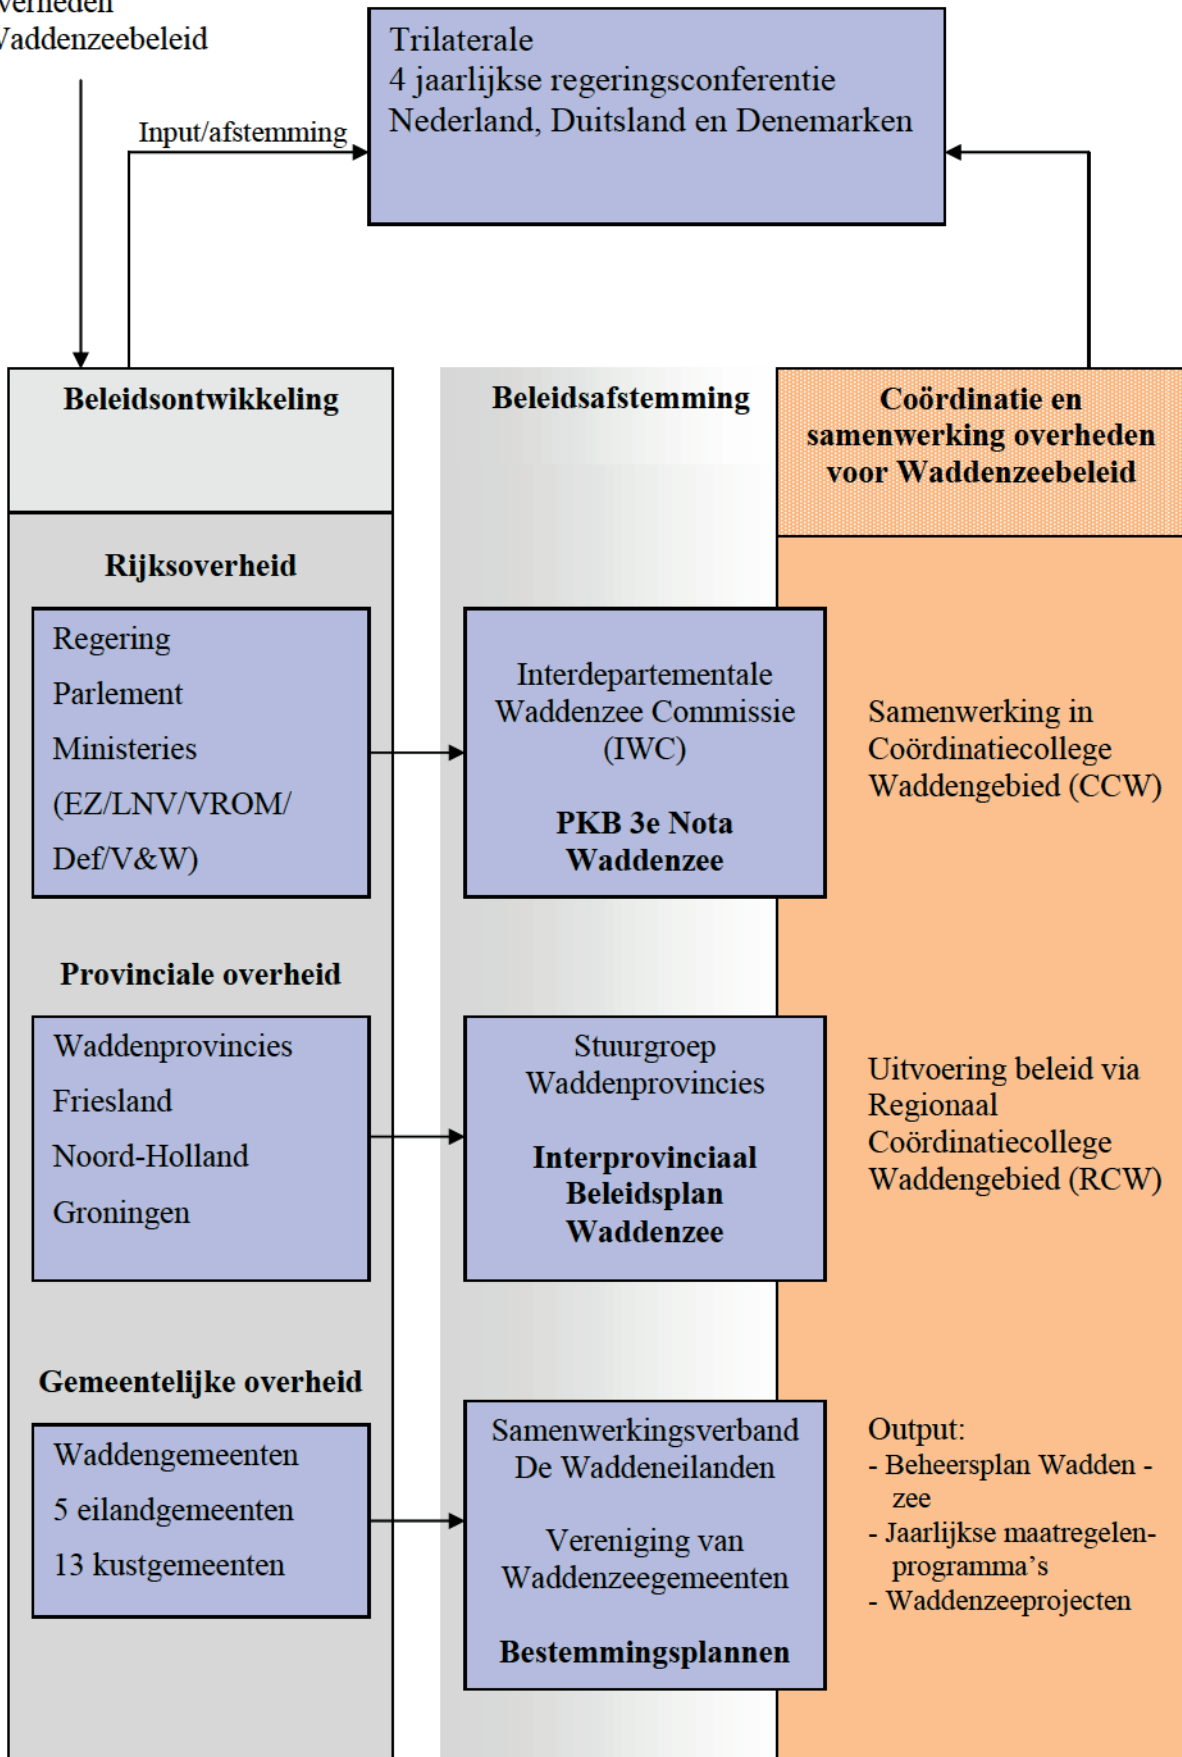 Waddenzeebeleid
Trilaterale
4 jaarlijkse regeringsconferentie
Nederland, Duitsland en Denemarken
Input/afstemming
Beleidsontwikkeling
Beleidsafstemming
Coördinatie en
samenwerking overheden
voor Waddenzeebeleid
Rijksoverheid
Regering
Parlement
Ministeries
(EZ/LNV/VROM/
Def/V&W)
Interdepartementale
Waddenzee Commissie
(IWC)
PKB 3e Nota
Waddenzee
Samenwerking in
Coördinatiecollege
Waddengebied (CCW)
Provinciale overheid
Waddenprovincies
Friesland
Noord-Holland
Groningen
Stuurgroep
Waddenprovincies
Interprovinciaal
Beleidsplan
Waddenzee
Uitvoering beleid via
Regionaal
Coördinatiecollege
Waddengebied (RCW)
Gemeentelijke overheid
Waddengemeenten
5 eilandgemeenten
13 kustgemeenten
Samenwerkingsverband
De Waddeneilanden
Vereniging van
Waddenzeegemeenten
Bestemmingsplannen
Output:
- Beheersplan Wadden -
zee
- Jaarlijkse maatregelen-
programma's
- Waddenzeeprojecten